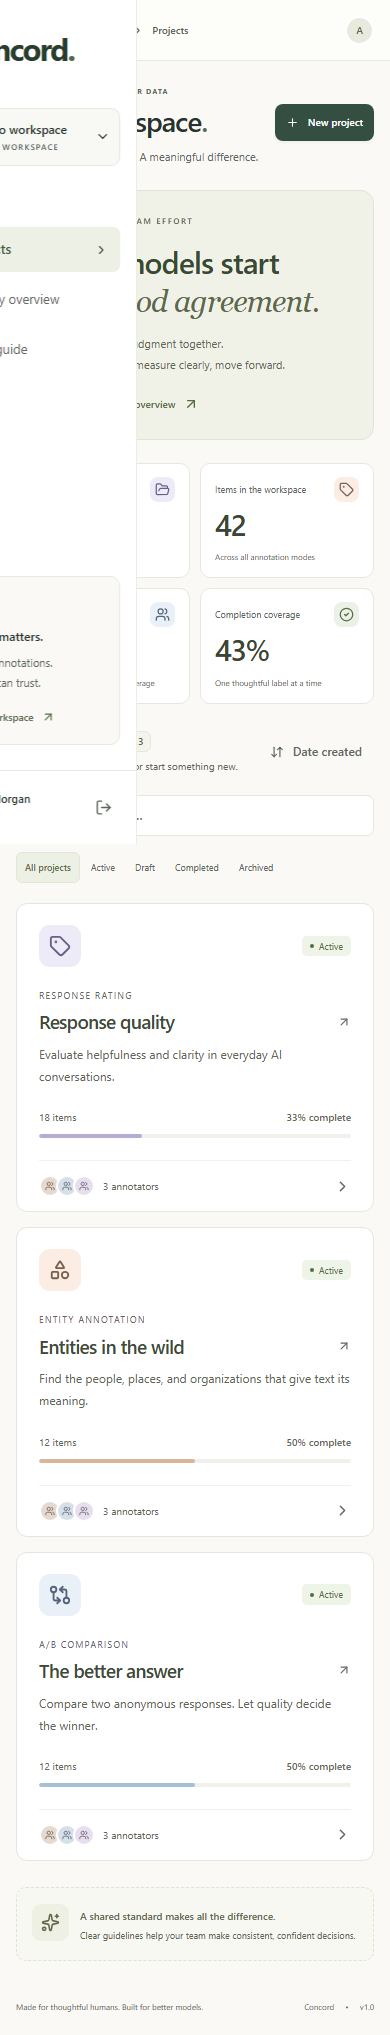 ncord.
Projects
A
o workspace
WORKSPACE
cts
y overview
guide
matters.
nnotations.
can trust.
rkspace
organ
R DATA
space.
New project
A meaningful difference.
AM EFFORT
models start
od agreement.
udgment together.
measure clearly, move forward.
overview
Items in the workspace
42
Across all annotation modes
erage
Completion coverage
43%
One thoughtful label at a time
3
or start something new.
Date created
...
All projects
Active
Draft
Completed
Archived
Active
RESPONSE RATING
Response quality
Evaluate helpfulness and clarity in everyday AI
conversations.
18 items
33% complete
3 annotators
Active
ENTITY ANNOTATION
Entities in the wild
Find the people, places, and organizations that give text its
meaning.
12 items
50% complete
3 annotators
Active
A/B COMPARISON
The better answer
Compare two anonymous responses. Let quality decide
the winner.
12 items
50% complete
3 annotators
A shared standard makes all the difference.
Clear guidelines help your team make consistent, confident decisions.
Made for thoughtful humans. Built for better models.
Concord • v1.0